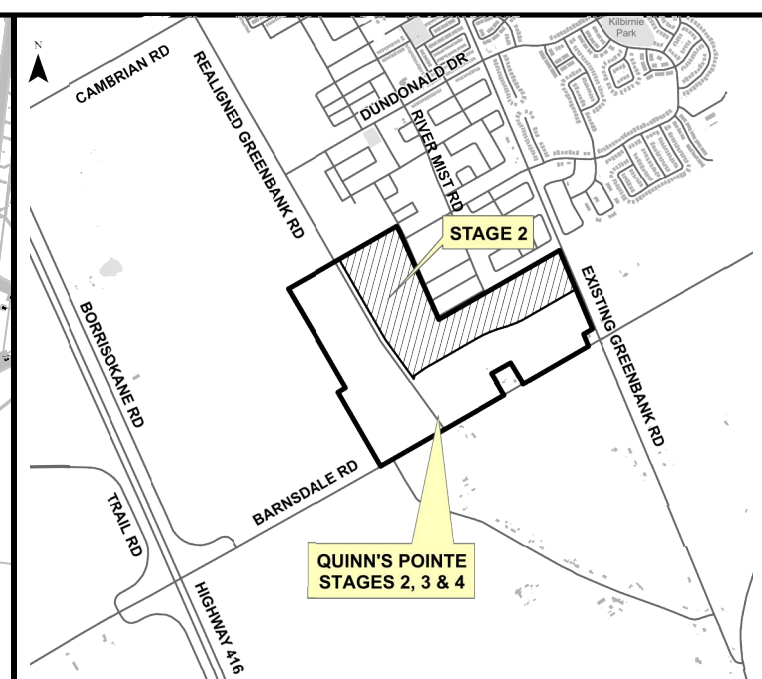 Kilbirnie
Park
N
CAMBRIAN RD
REALIGNED GREENBANK RD
DUNDONALD DR
RIVER MIST RD
STAGE 2
BORRISOKANE RD
EXISTING GREENBANK RD
BARNSDALE RD
TRAIL RD
QUINN'S POINTE
STAGES 2, 3 & 4
HIGHWAY 416